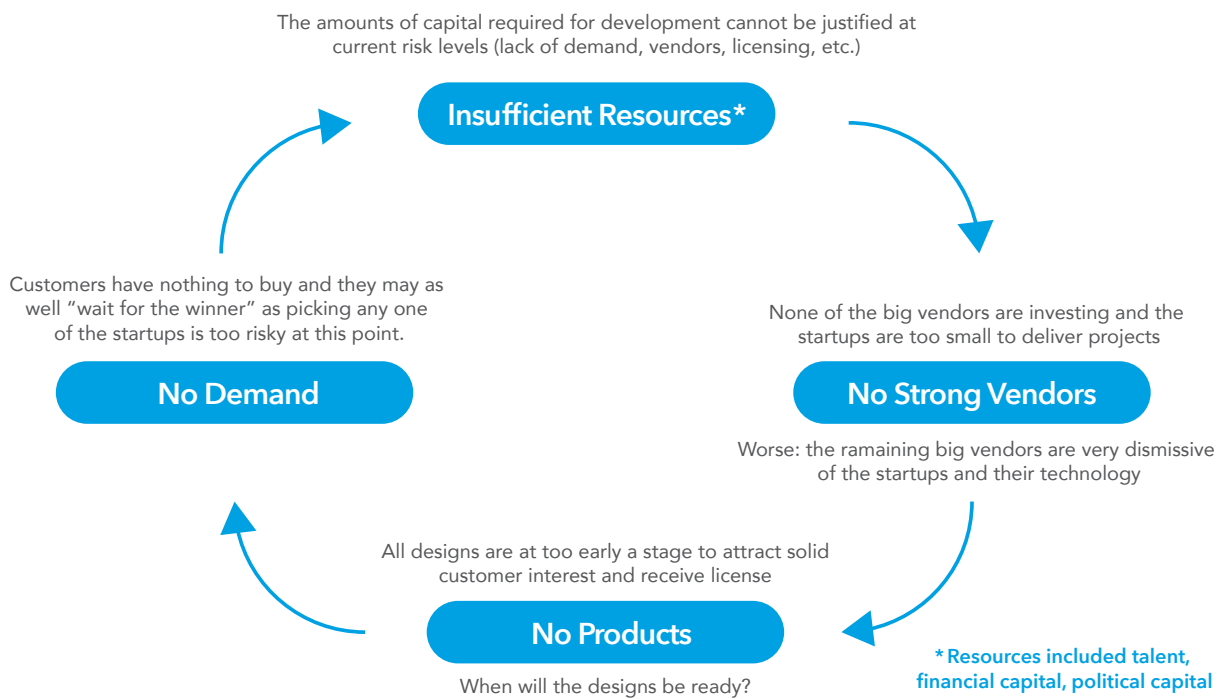 The amounts of capital required for development cannot be justified at
current risk levels (lack of demand, vendors, licensing, etc.)
Insufficient Resources*
Customers have nothing to buy and they may as
well “wait for the winner” as picking any one
of the startups is too risky at this point.
No Demand
None of the big vendors are investing and the
startups are too small to deliver projects
No Strong Vendors
Worse: the ramaining big vendors are very dismissive
of the startups and their technology
All designs are at too early a stage to attract solid
customer interest and receive license
No Products
When will the designs be ready?
* Resources included talent,
financial capital, political capital